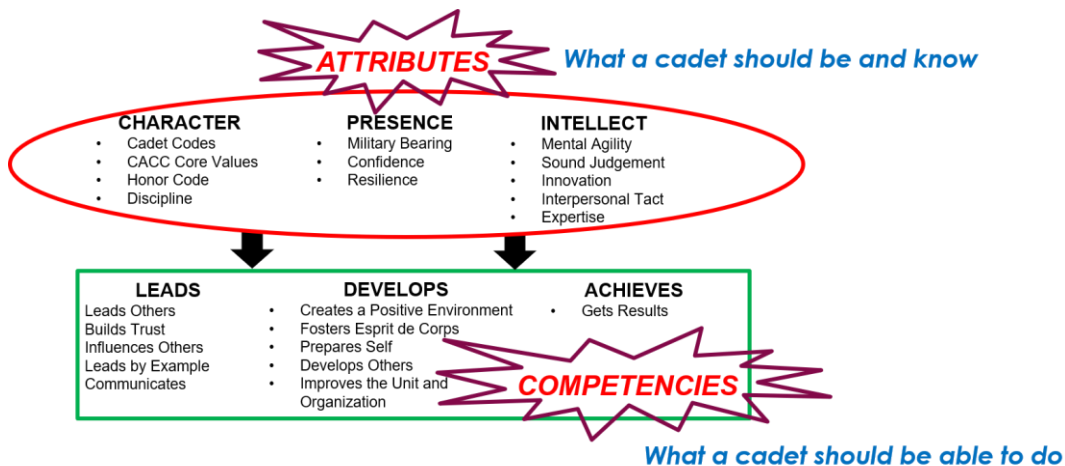 ATTRIBUTES
What a cadet should be and know
CHARACTER
• Cadet Codes
• CACC Core Values
• Honor Code
• Discipline
PRESENCE
• Military Bearing
• Confidence
• Resilience
INTELLECT
• Mental Agility
• Sound Judgement
• Innovation
• Interpersonal Tact
• Expertise
LEADS
Leads Others
Builds Trust
Influences Others
Leads by Example
Communicates
DEVELOPS
• Creates a Positive Environment
• Fosters Esprit de Corps
• Prepares Self
• Develops Others
• Improves the Unit and
Organization
ACHIEVES
• Gets Results
COMPETENCIES
What a cadet should be able to do